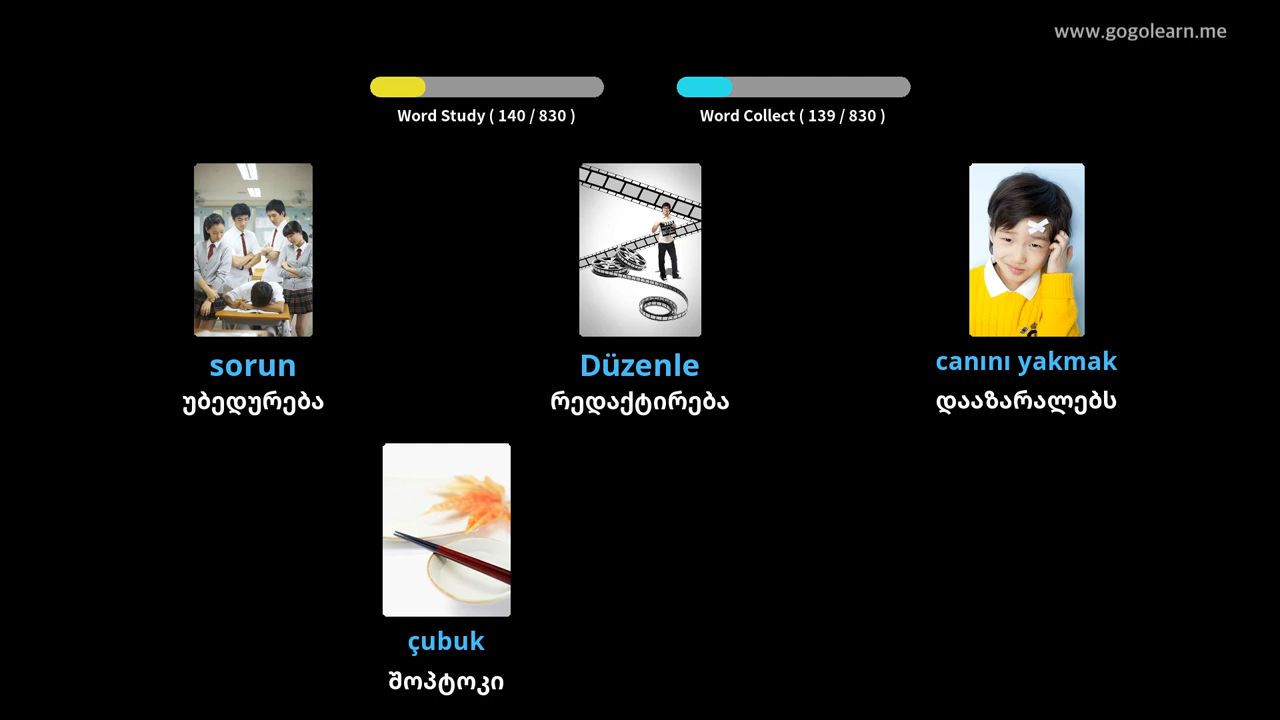 www.gogolearn.me
Word Study ( 140 / 830 )
Word Collect ( 139 / 830 )
sorun
უბედურება
Düzenle
რედაქტირება
canını yakmak
დააზარალებს
çubuk
შოპტოკი